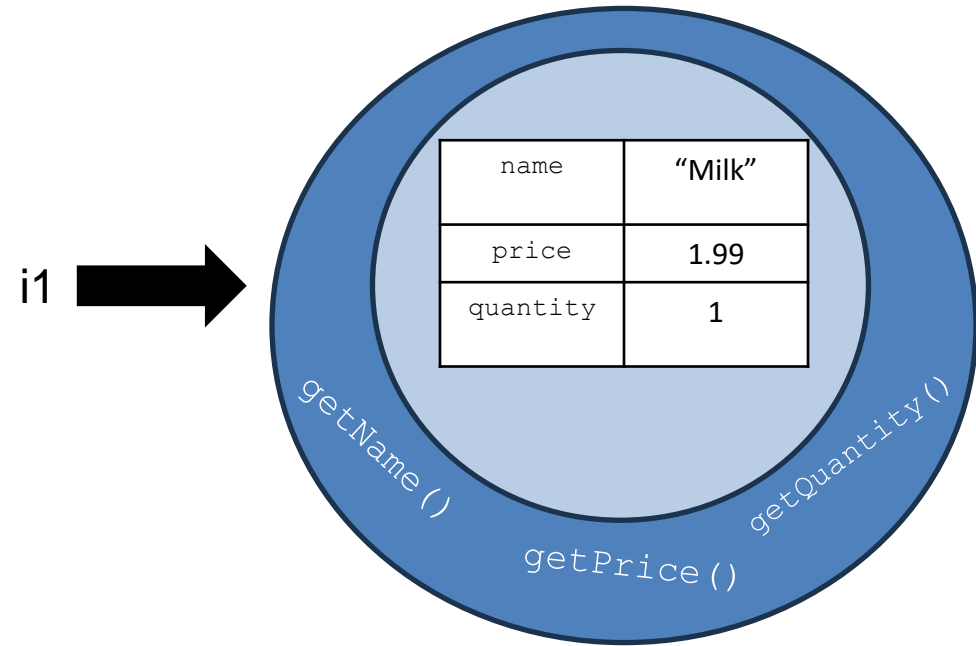 name “Milk”
price 1.99
i1
quantity 1
getName()
getQuantity()
getPrice()